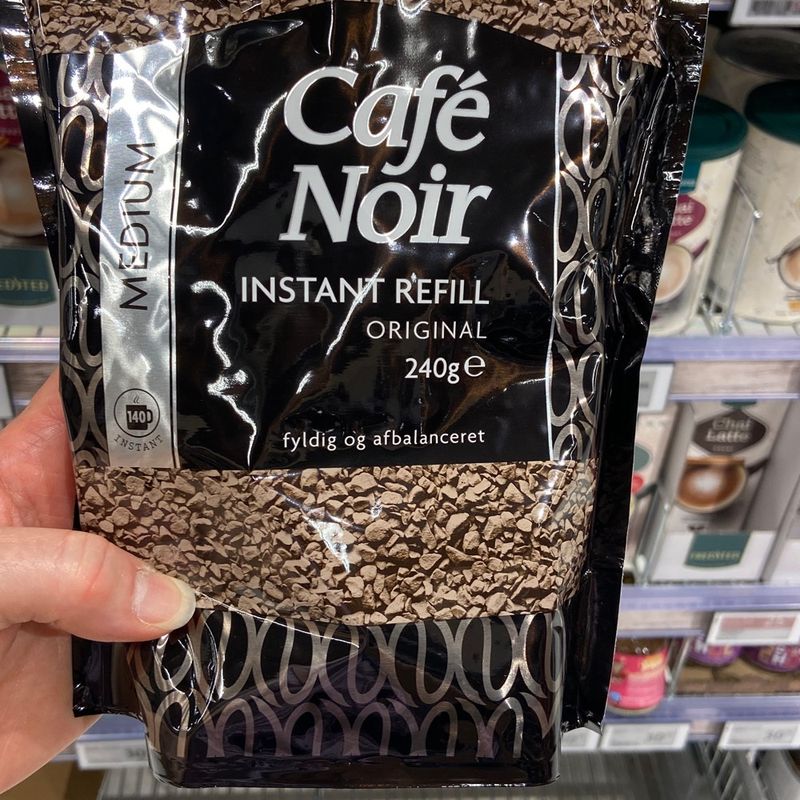 Café
Noir
INSTANT REFILL
ORIGINAL
240g e
fyldig og afbalanceret
MEDIUM
140
INSTANT
Chai
Latte